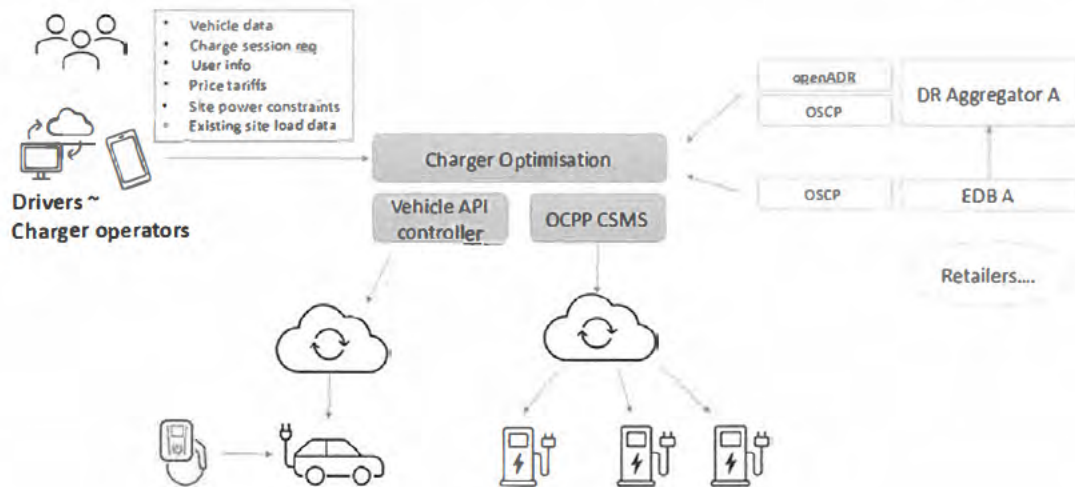 Vehicle data
Charge session req
User info
Price tariffs
Site power constraints
Existing site load data
openADR
DR Aggregator A
OSCP
Charger Optimisation
Drivers ~
Charger operators
Vehicle API
controller
OCPP CSMS
OSCP
EDB A
Retailers....